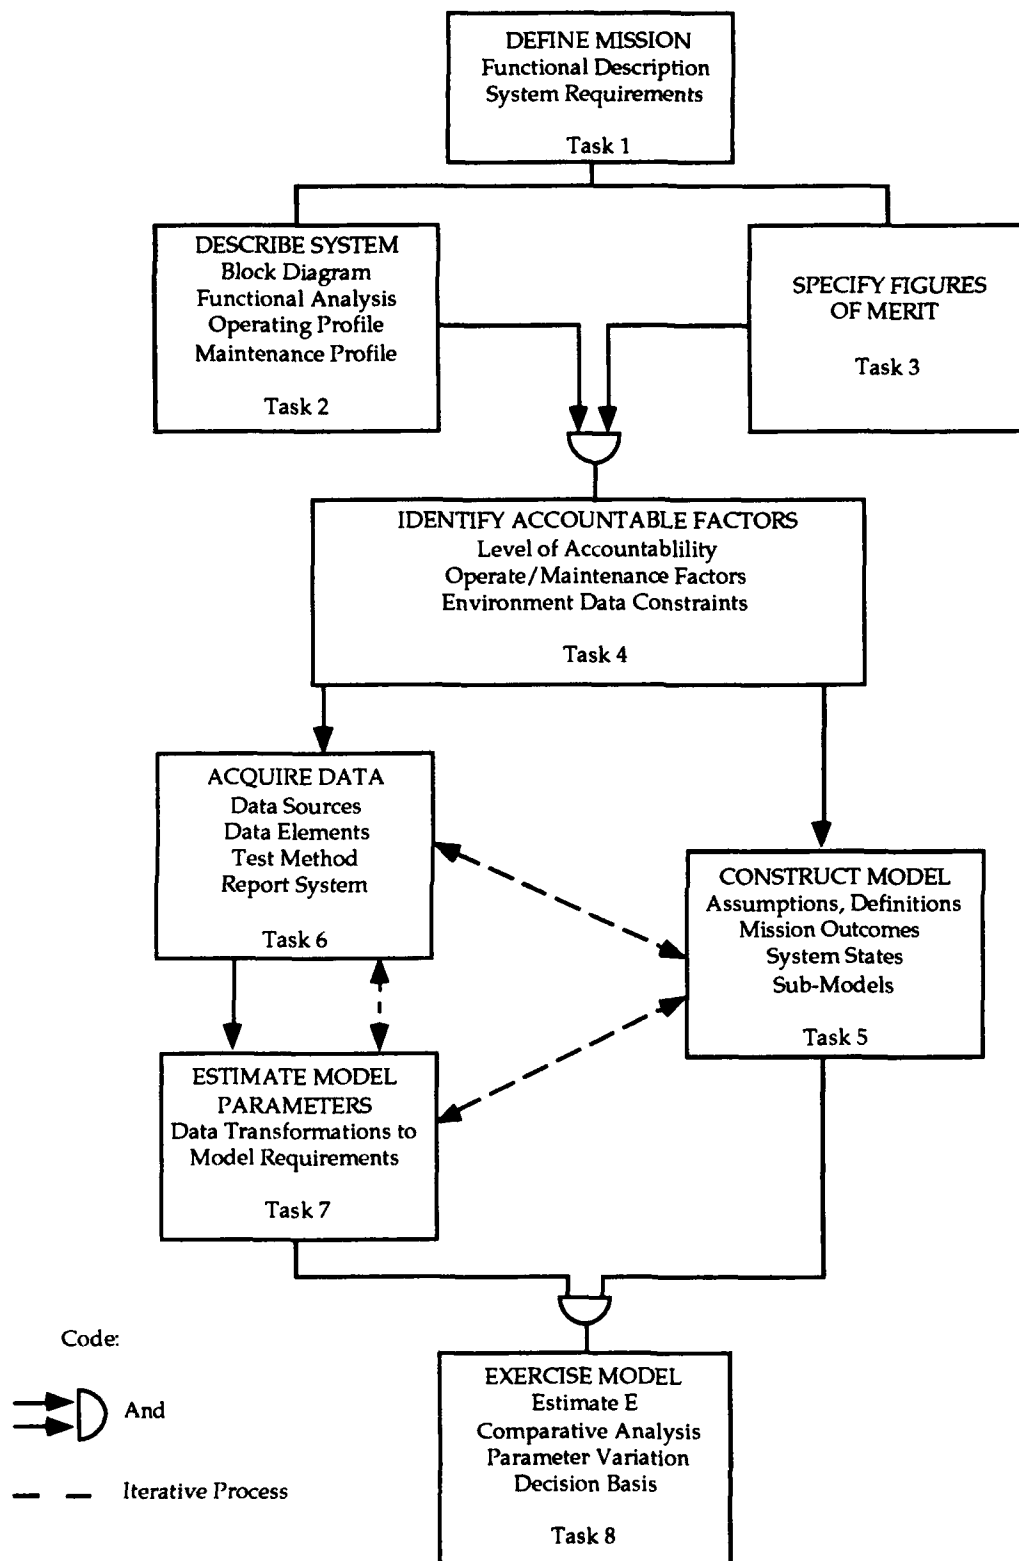 DEFINE MISSION
Functional Description
System Requirements
Task 1
DESCRIBE SYSTEM
Block Diagram
Functional Analysis
Operating Profile
Maintenance Profile
Task 2
SPECIFY FIGURES
OF MERIT
Task 3
IDENTIFY ACCOUNTABLE FACTORS
Level of Accountablility
Operate/Maintenance Factors
Environment Data Constraints
Task 4
ACQUIRE DATA
Data Sources
Data Elements
Test Method
Report System
Task 6
CONSTRUCT MODEL
Assumptions, Definitions
Mission Outcomes
System States
Sub-Models
Task 5
ESTIMATE MODEL
PARAMETERS
Data Transformations to
Model Requirements
Task 7
Code:
And
Iterative Process
EXERCISE MODEL
Estimate E
Comparative Analysis
Parameter Variation
Decision Basis
Task 8